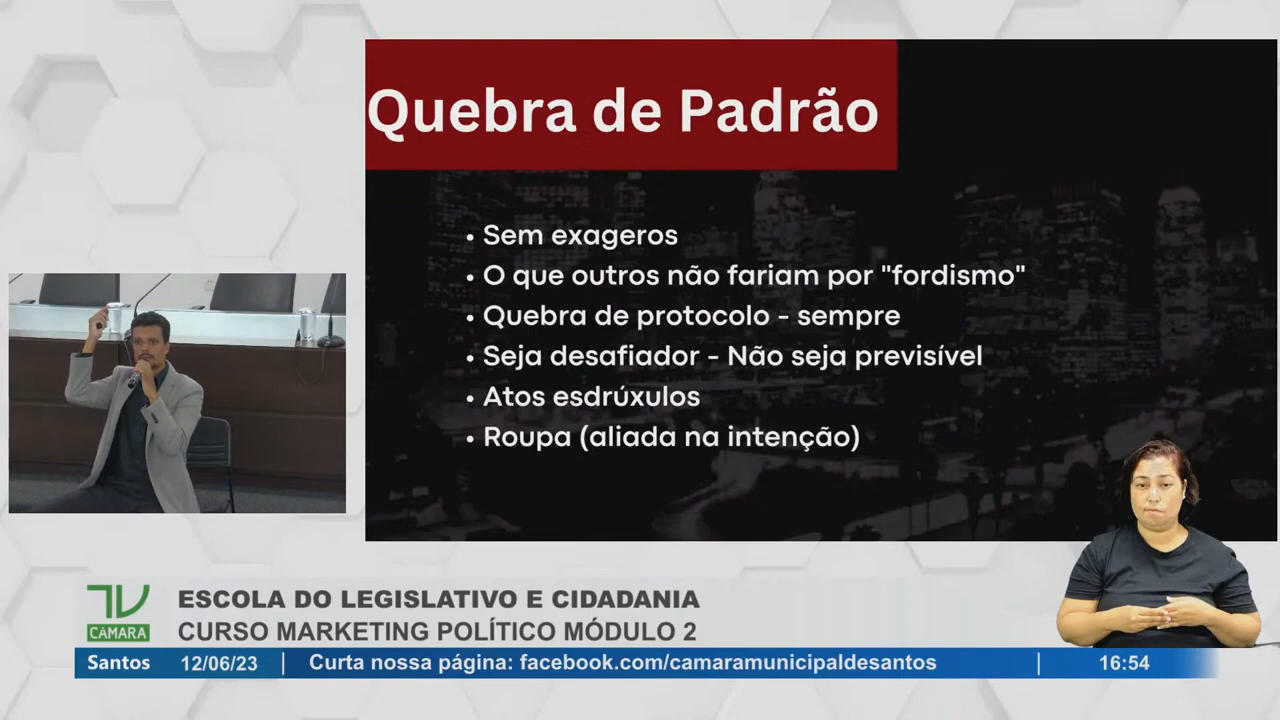 Quebra de Padrão
• Sem exageros
• O que outros não fariam por "fordismo"
• Quebra de protocolo - sempre
• Seja desafiador - Não seja previsível
• Atos esdrúxulos
• Roupa (aliada na intenção)
TV
CÂMARA
ESCOLA DO LEGISLATIVO E CIDADANIA
CURSO MARKETING POLÍTICO MÓDULO 2
Santos 12/06/23 | Curta nossa página: facebook.com/camaramunicipaldesantos | 16:54